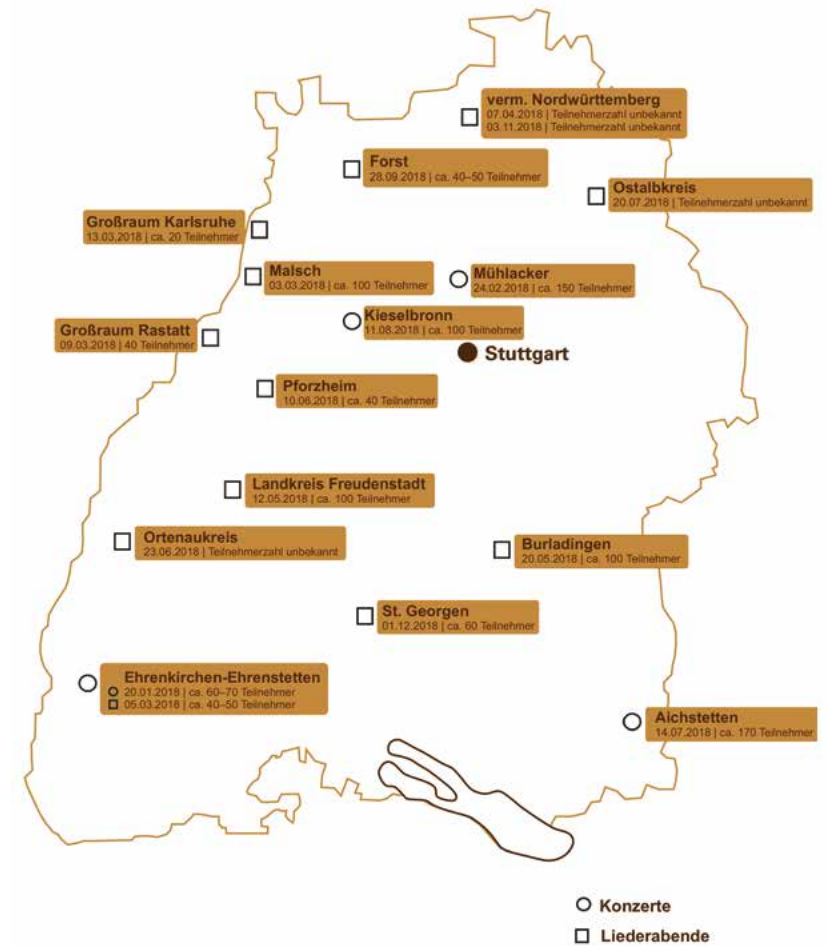 verm. Nordwürttemberg
07.04.2018 | Teilnehmerzahl unbekannt
03.11.2018 | Teilnehmerzahl unbekannt
Forst
28.09.2018 | ca. 40–50 Teilnehmer
Ostalbkreis
20.07.2018 | Teilnehmerzahl unbekannt
Großraum Karlsruhe
13.03.2018 | ca. 20 Teilnehmer
Malsch
03.03.2018 | ca. 100 Teilnehmer
Mühlacker
24.02.2018 | ca. 150 Teilnehmer
Kieselbronn
11.08.2018 | ca. 100 Teilnehmer
Großraum Rastatt
09.03.2018 | 40 Teilnehmer
Stuttgart
Pforzheim
10.06.2018 | ca. 40 Teilnehmer
Landkreis Freudenstadt
12.05.2018 | ca. 100 Teilnehmer
Ortenaukreis
23.06.2018 | Teilnehmerzahl unbekannt
Burladingen
20.05.2018 | ca. 100 Teilnehmer
St. Georgen
01.12.2018 | ca. 60 Teilnehmer
Ehrenkirchen-Ehrenstetten
20.01.2018 | ca. 60–70 Teilnehmer
05.03.2018 | ca. 40–50 Teilnehmer
Aichstetten
14.07.2018 | ca. 170 Teilnehmer
Konzerte
Liederabende